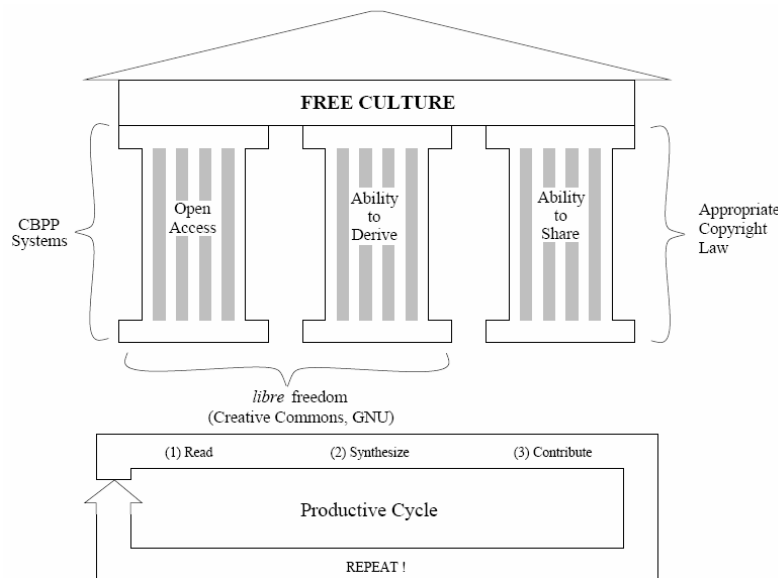 FREE CULTURE
CBPP
Systems
Open
Access
Ability
to
Derive
Ability
to
Share
Appropriate
Copyright
Law
libre freedom
(Creative Commons, GNU)
(1) Read
(2) Synthesize
(3) Contribute
Productive Cycle
REPEAT !